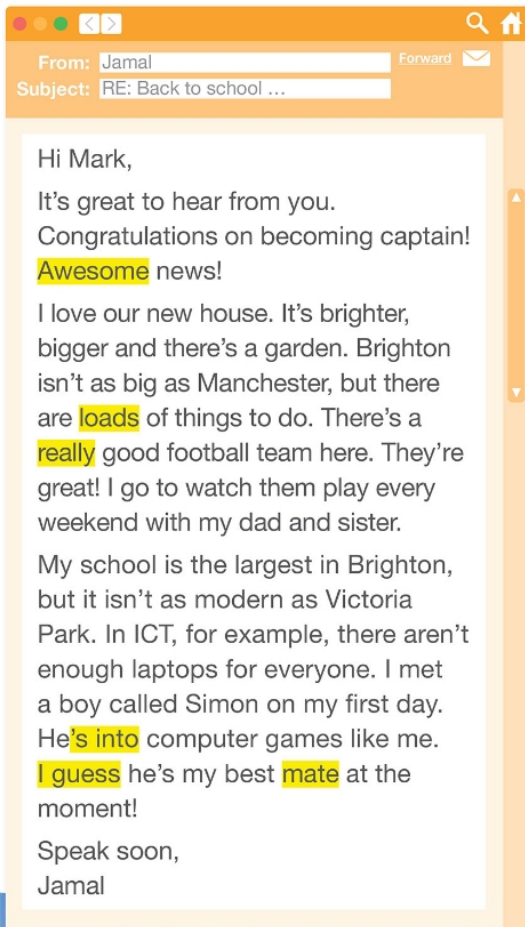 From: Jamal
Forward
Subject: RE: Back to school ...
Hi Mark,
It's great to hear from you.
Congratulations on becoming captain!
Awesome news!
I love our new house. It's brighter,
bigger and there's a garden. Brighton
isn't as big as Manchester, but there
are loads of things to do. There's a
really good football team here. They're
great! I go to watch them play every
weekend with my dad and sister.
My school is the largest in Brighton,
but it isn't as modern as Victoria
Park. In ICT, for example, there aren't
enough laptops for everyone. I met
a boy called Simon on my first day.
He's into computer games like me.
I guess he's my best mate at the
moment!
Speak soon,
Jamal